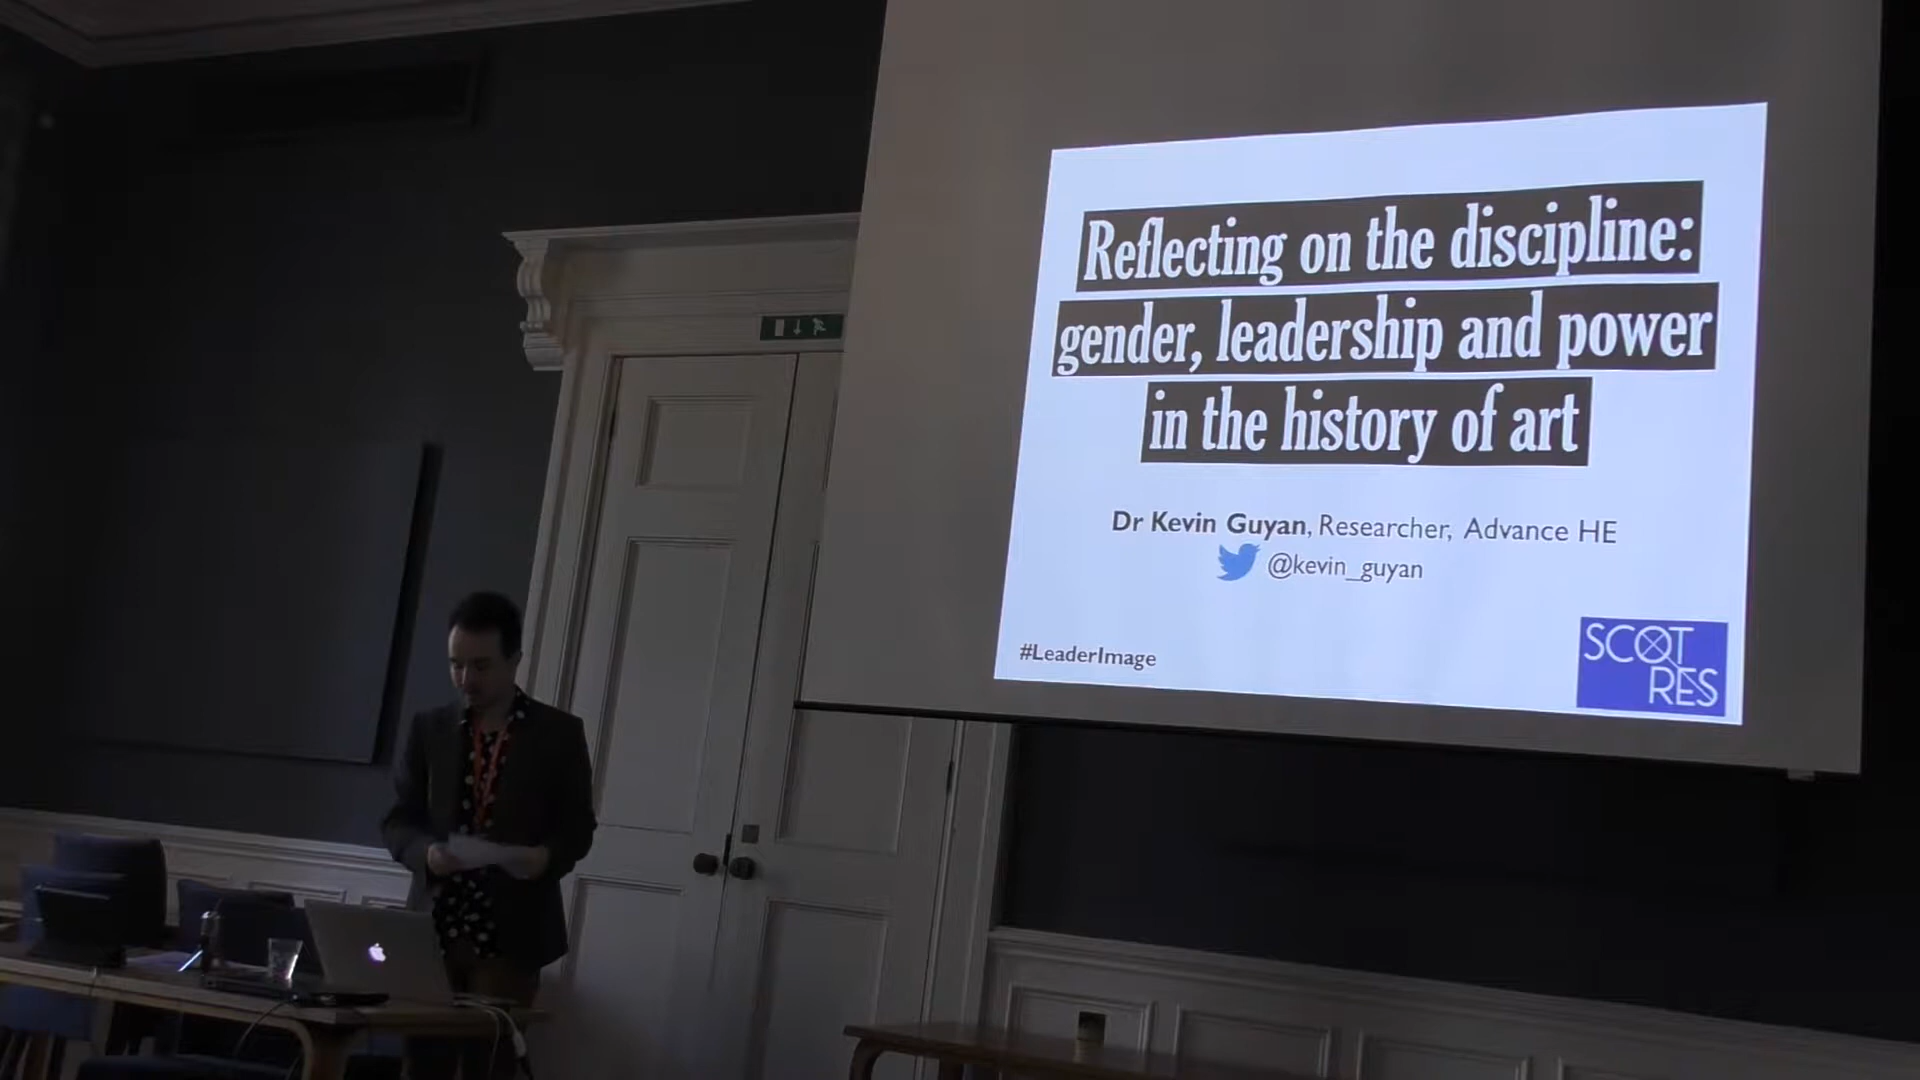 Reflecting on the discipline:
gender, leadership and power
in the history of art
Dr Kevin Guyan, Researcher, Advance HE
@kevin_guyan
#LeaderImage
SCOT
RES